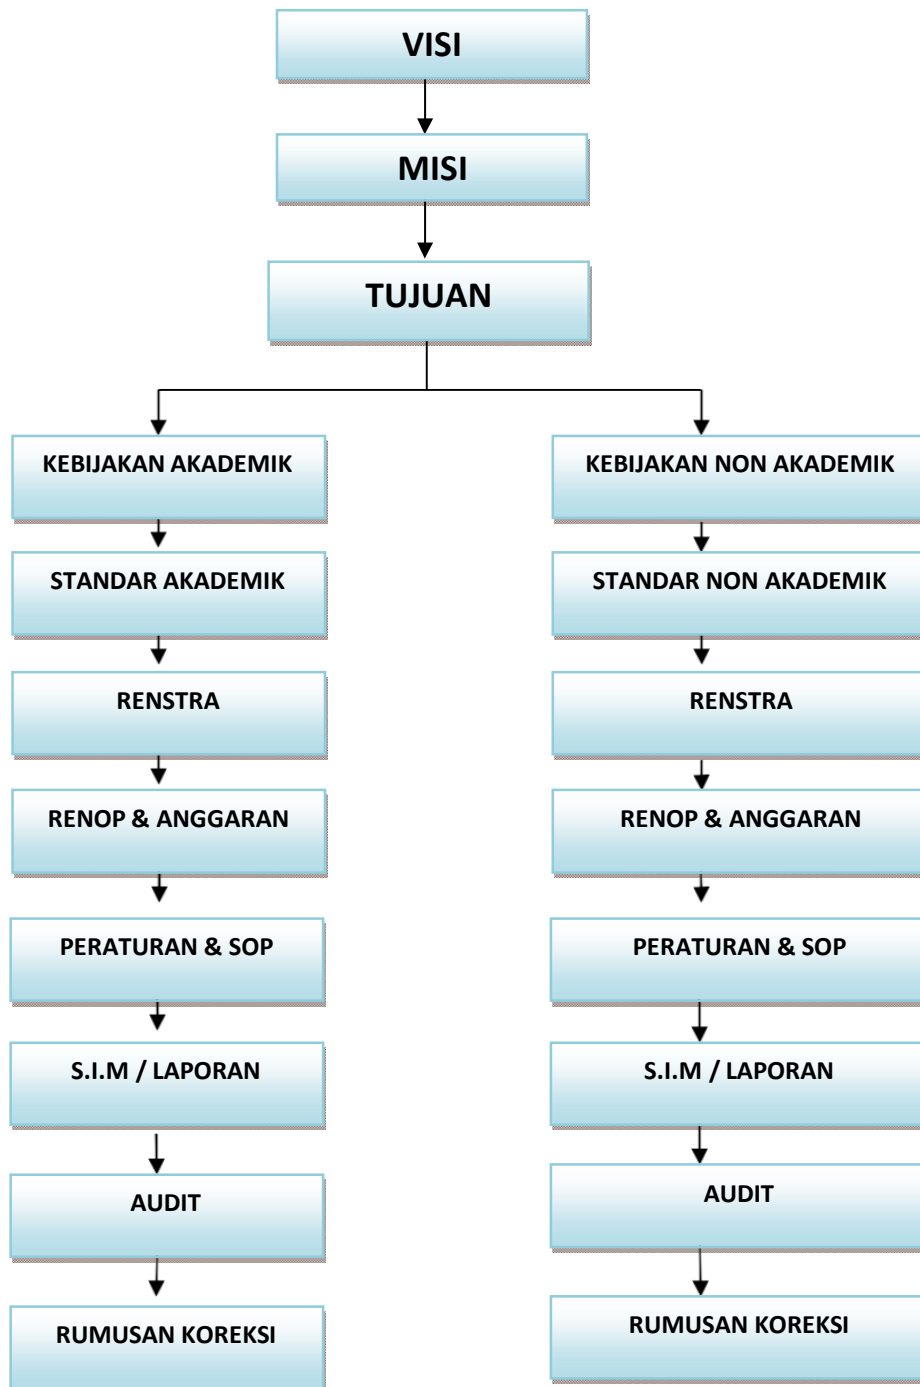 VISI
MISI
TUJUAN
KEBIJAKAN AKADEMIK
STANDAR AKADEMIK
RENSTRA
RENOP & ANGGARAN
PERATURAN & SOP
S.I.M / LAPORAN
AUDIT
RUMUSAN KOREKSI
KEBIJAKAN NON AKADEMIK
STANDAR NON AKADEMIK
RENSTRA
RENOP & ANGGARAN
PERATURAN & SOP
S.I.M / LAPORAN
AUDIT
RUMUSAN KOREKSI